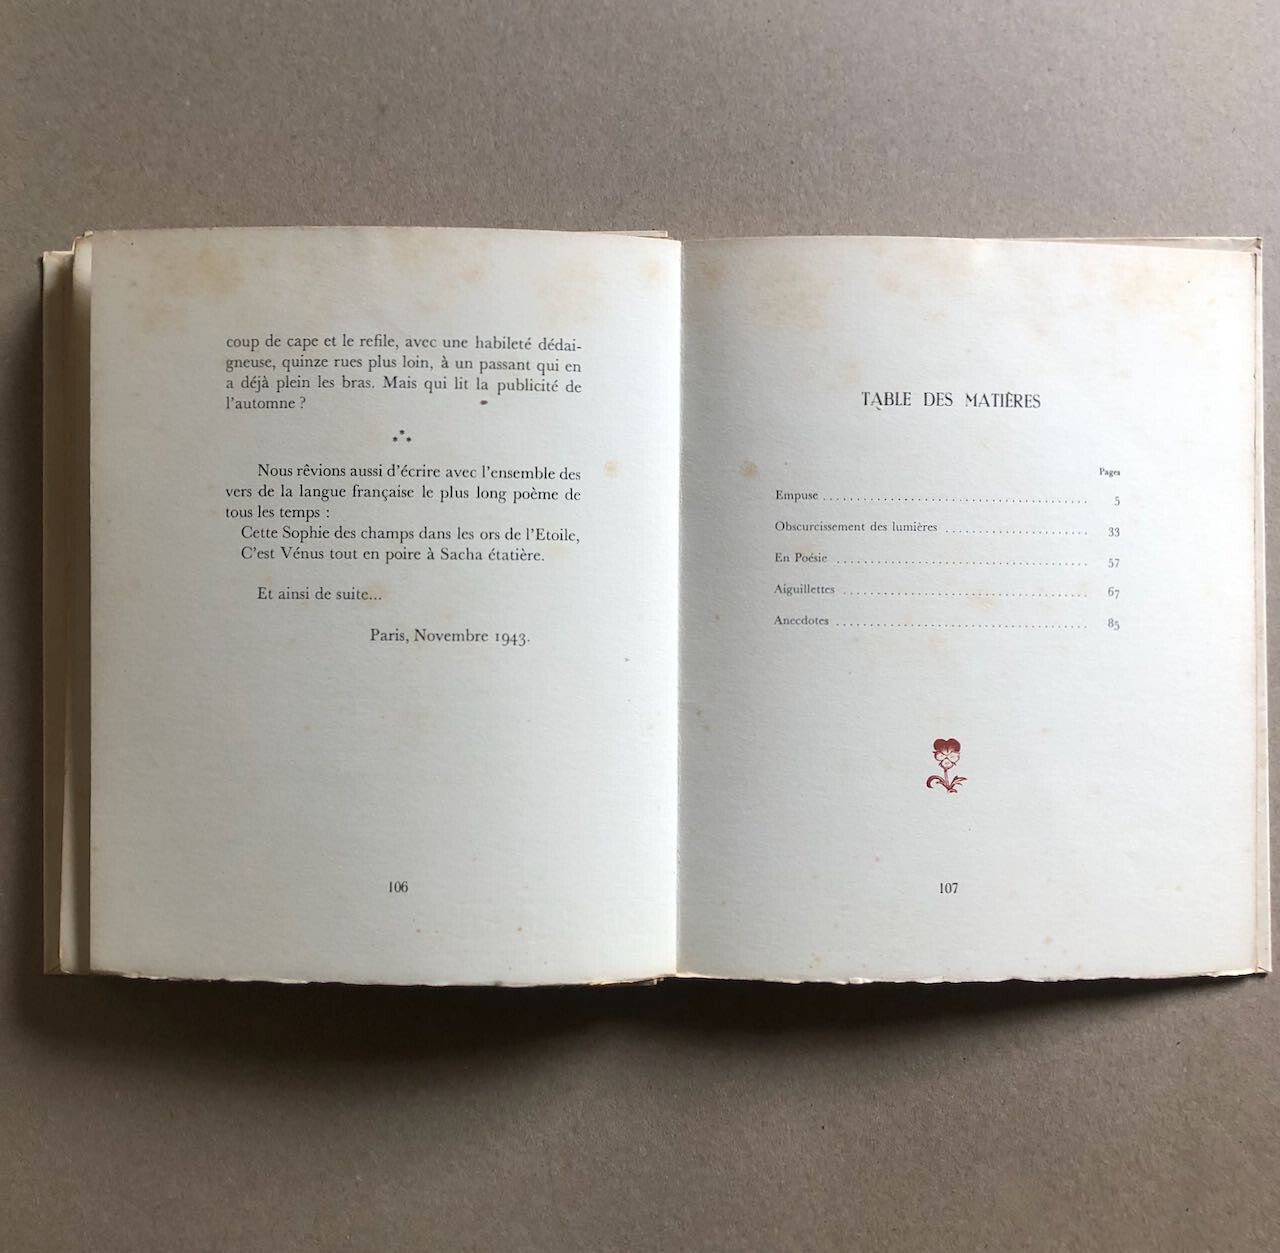 coup de cape et le refile, avec une habileté dédai-
gneuse, quinze rues plus loin, à un passant qui en
a déjà plein les bras. Mais qui lit la publicité de
l'automne ?
***
Nous rêvions aussi d'écrire avec l'ensemble des
vers de la langue française le plus long poème de
tous les temps :
Cette Sophie des champs dans les ors de l'Etoile,
C'est Vénus tout en poire à Sacha étatière.
Et ainsi de suite...
Paris, Novembre 1943.
106
TABLE DES MATIÈRES
Pages
Empuse ........................................ 5
Obscurcissement des lumières ...................... 33
En Poésie ...................................... 57
Aiguillettes ..................................... 67
Anecdotes ...................................... 85
107